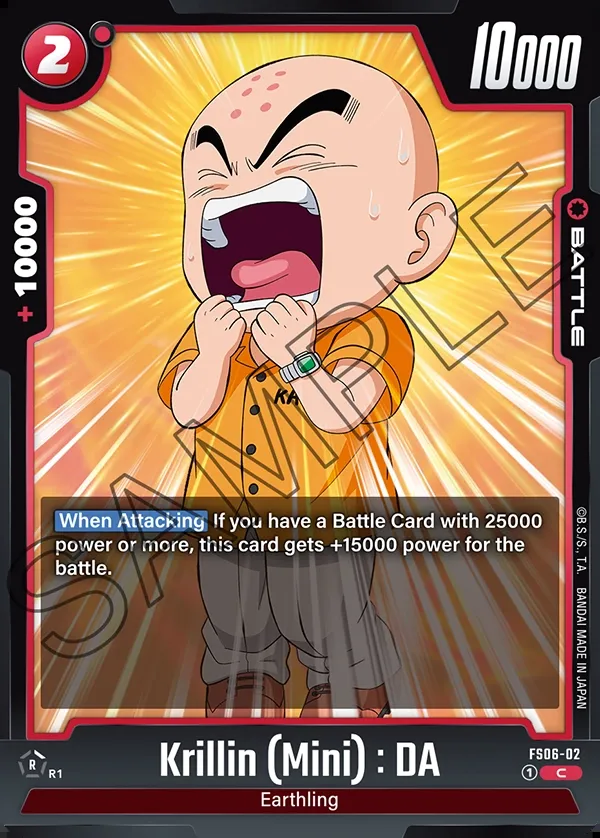 2
10000
+10000
BATTLE
KA
SAMPLE
When Attacking If you have a Battle Card with 25000
power or more, this card gets +15000 power for the
battle.
©B.S./S., T.A. BANDAI MADE IN JAPAN
R
R1
Krillin (Mini) : DA
FS06-02
1 C
Earthling